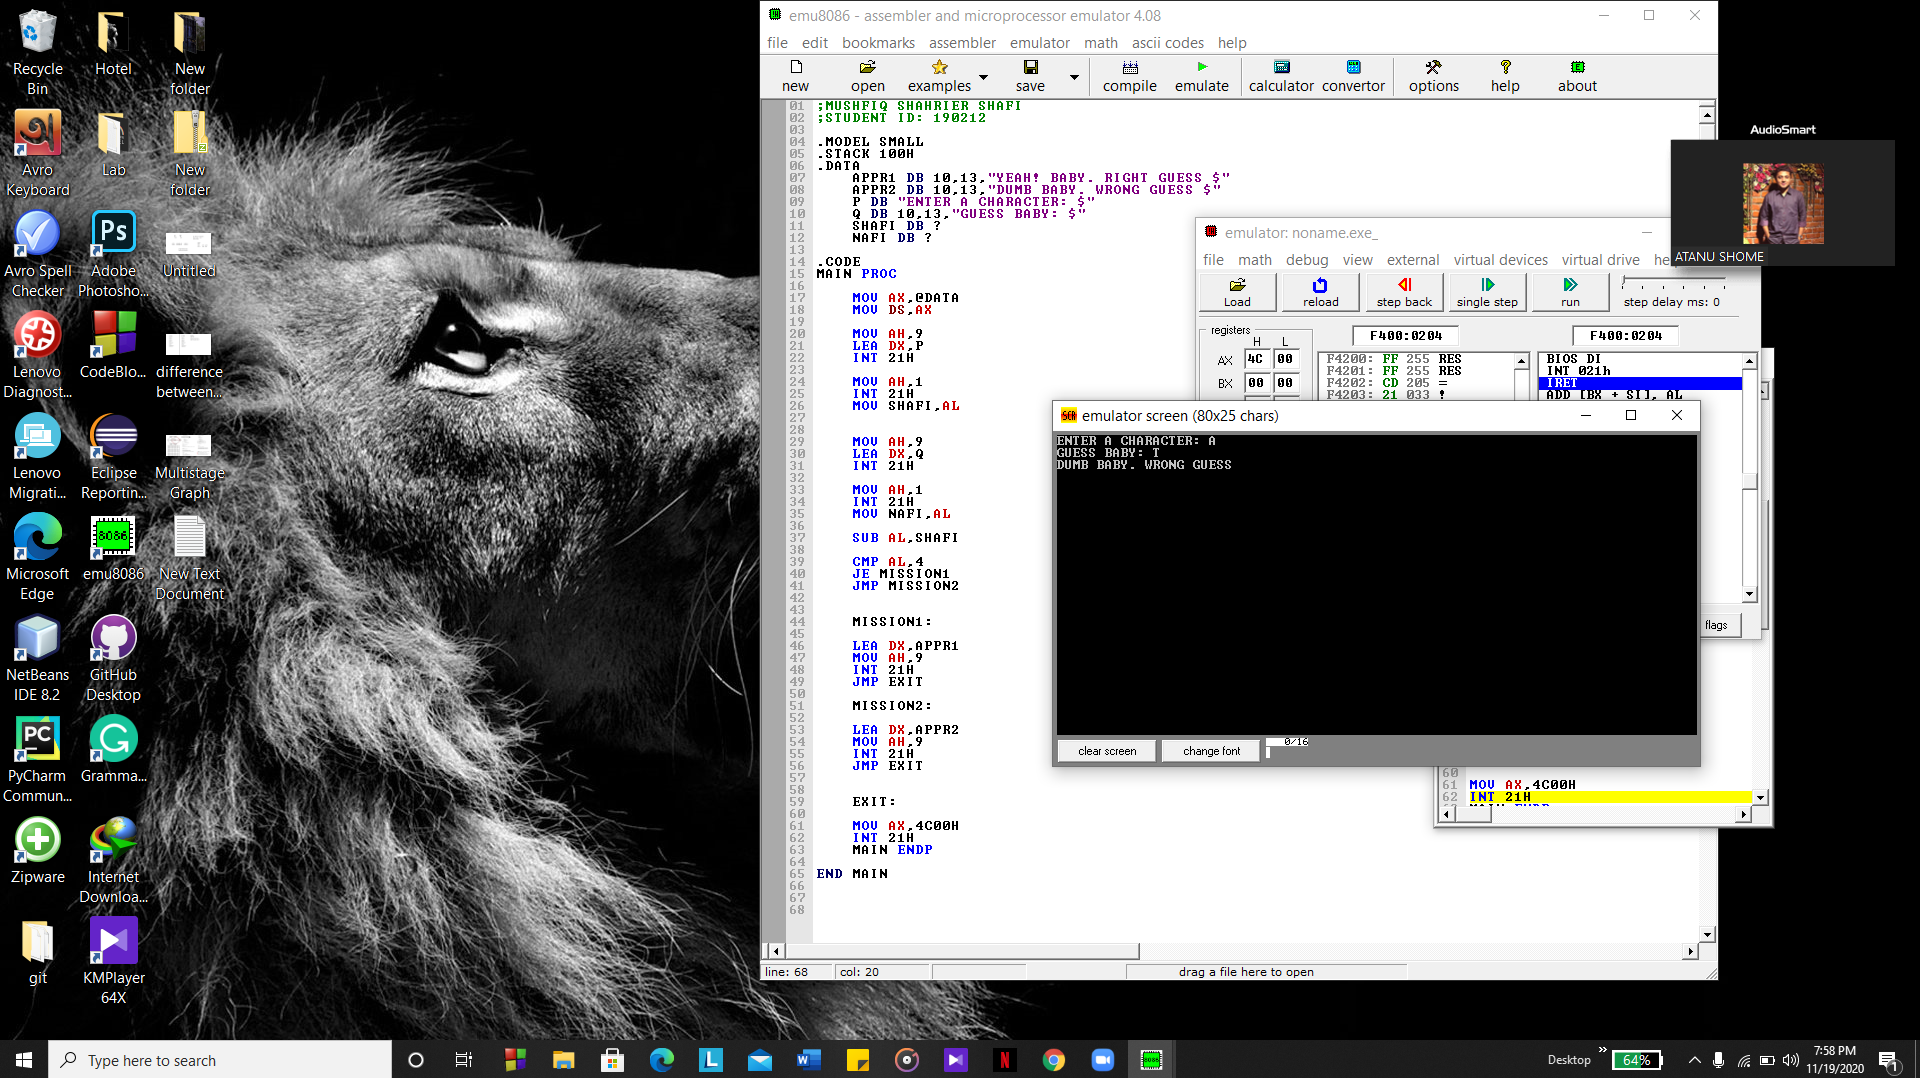 Recycle Bin
Hotel
New folder
Avro Keyboard
Lab
New folder
Avro Spell Checker
Ps
Adobe Photosho...
Untitled
Lenovo Diagnost...
CodeBlo...
difference between...
Lenovo Migrati...
Eclipse Reportin...
Multistage Graph
Microsoft Edge
8086
emu8086
New Text Document
NetBeans IDE 8.2
GitHub Desktop
PC
PyCharm Commun...
Gramma...
Zipware
Internet Downloa...
git
KMPlayer 64X
emu8086 - assembler and microprocessor emulator 4.08
file edit bookmarks assembler emulator math ascii codes help
new open examples save compile emulate calculator convertor options help about
01 ;MUSHFIQ SHAHRIER SHAFI
02 ;STUDENT ID: 190212
03
04 .MODEL SMALL
05 .STACK 100H
06 .DATA
07 APPR1 DB 10,13,"YEAH! BABY. RIGHT GUESS $"
08 APPR2 DB 10,13,"DUMB BABY. WRONG GUESS $"
09 P DB "ENTER A CHARACTER: $"
10 Q DB 10,13,"GUESS BABY: $"
11 SHAFI DB ?
12 NAFI DB ?
13
14 .CODE
15 MAIN PROC
16
17 MOV AX,@DATA
18 MOV DS,AX
19
20 MOV AH,9
21 LEA DX,P
22 INT 21H
23
24 MOV AH,1
25 INT 21H
26 MOV SHAFI,AL
27
28
29 MOV AH,9
30 LEA DX,Q
31 INT 21H
32
33 MOV AH,1
34 INT 21H
35 MOV NAFI,AL
36
37 SUB AL,SHAFI
38
39 CMP AL,4
40 JE MISSION1
41 JMP MISSION2
42
43
44 MISSION1:
45
46 LEA DX,APPR1
47 MOV AH,9
48 INT 21H
49 JMP EXIT
50
51 MISSION2:
52
53 LEA DX,APPR2
54 MOV AH,9
55 INT 21H
56 JMP EXIT
57
58
59 EXIT:
60
61 MOV AX,4C00H
62 INT 21H
63 MAIN ENDP
64
65 END MAIN
66
67
68
line: 68 col: 20 drag a file here to open
emulator: noname.exe_
file math debug view external virtual devices virtual drive he
Load reload step back single step run step delay ms: 0
registers
H L
AX 4C 00
BX 00 00
F400:0204
F400:0204
F4200: FF 255 RES
F4201: FF 255 RES
F4202: CD 205 =
F4203: 21 033 !
BIOS DI
INT 021h
IRET
ADD [BX + SI], AL
flags
SCR emulator screen (80x25 chars)
ENTER A CHARACTER: A
GUESS BABY: T
DUMB BABY. WRONG GUESS
clear screen change font 0/16
60
61 MOV AX,4C00H
62 INT 21H
AudioSmart
ATANU SHOME
Type here to search
L
W
N
8086
Desktop
64%
7:58 PM
11/19/2020
1